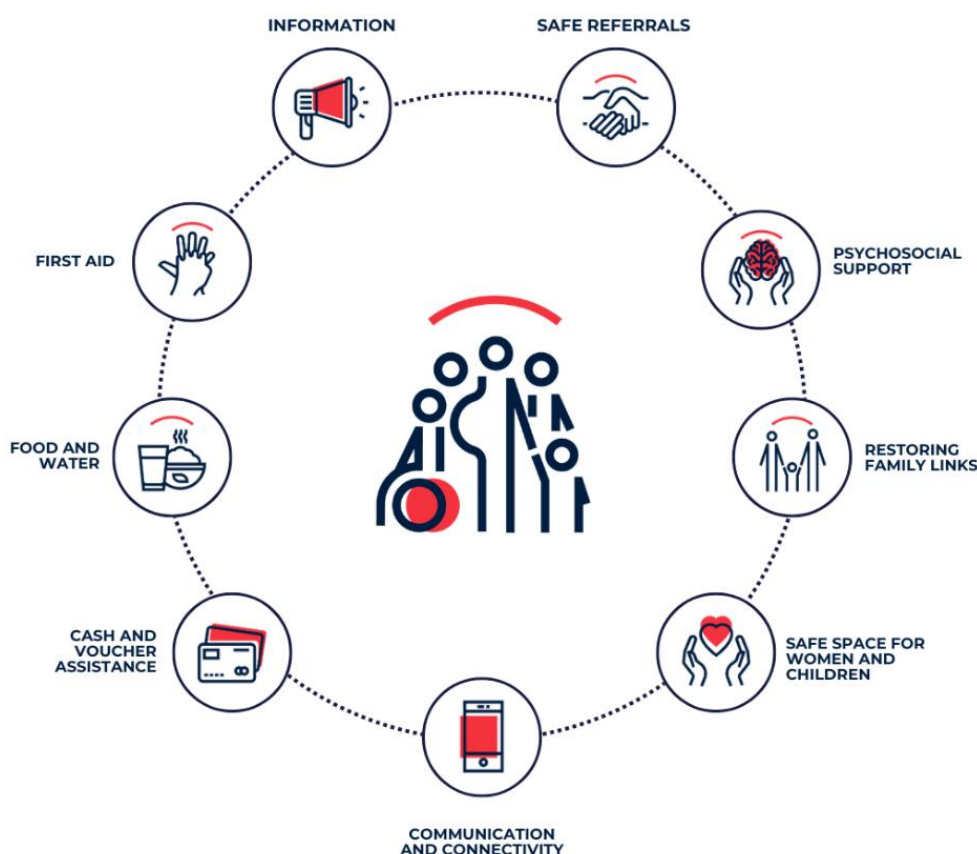 INFORMATION
SAFE REFERRALS
FIRST AID
PSYCHOSOCIAL
SUPPORT
FOOD AND
WATER
RESTORING
FAMILY LINKS
CASH AND
VOUCHER
ASSISTANCE
SAFE SPACE FOR
WOMEN AND
CHILDREN
COMMUNICATION
AND CONNECTIVITY